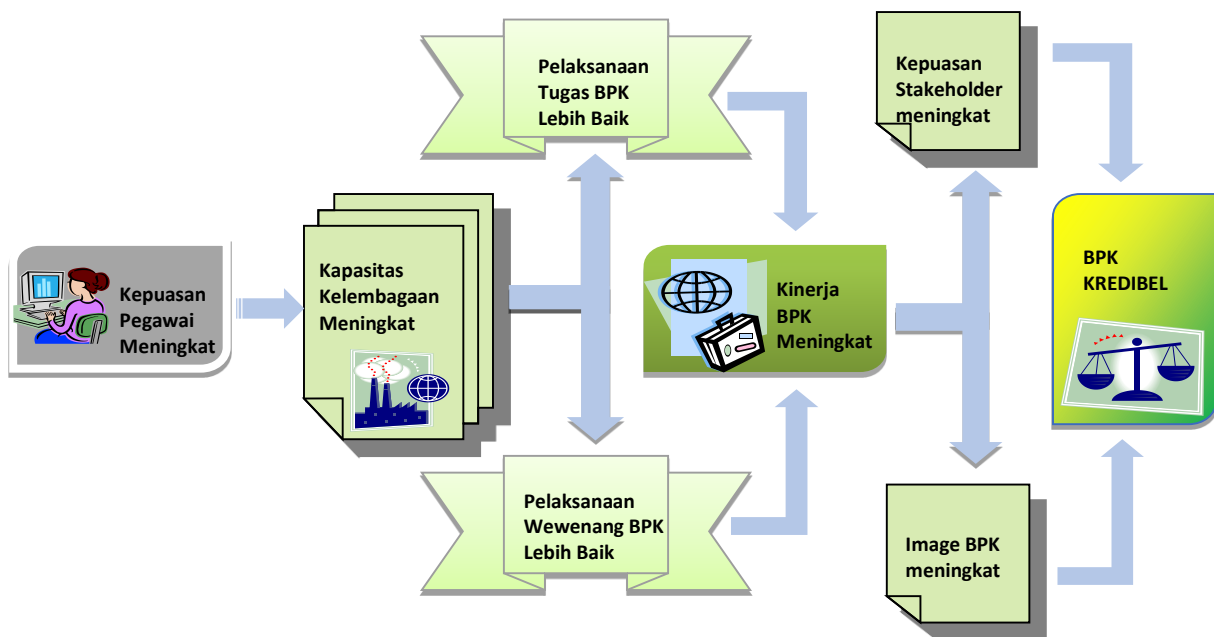 Kepuasan
Pegawai
Meningkat
Kapasitas
Kelembagaan
Meningkat
Pelaksanaan
Tugas BPK
Lebih Baik
Pelaksanaan
Wewenang BPK
Lebih Baik
Kinerja
BPK
Meningkat
Kepuasan
Stakeholder
meningkat
Image BPK
meningkat
BPK
KREDIBEL